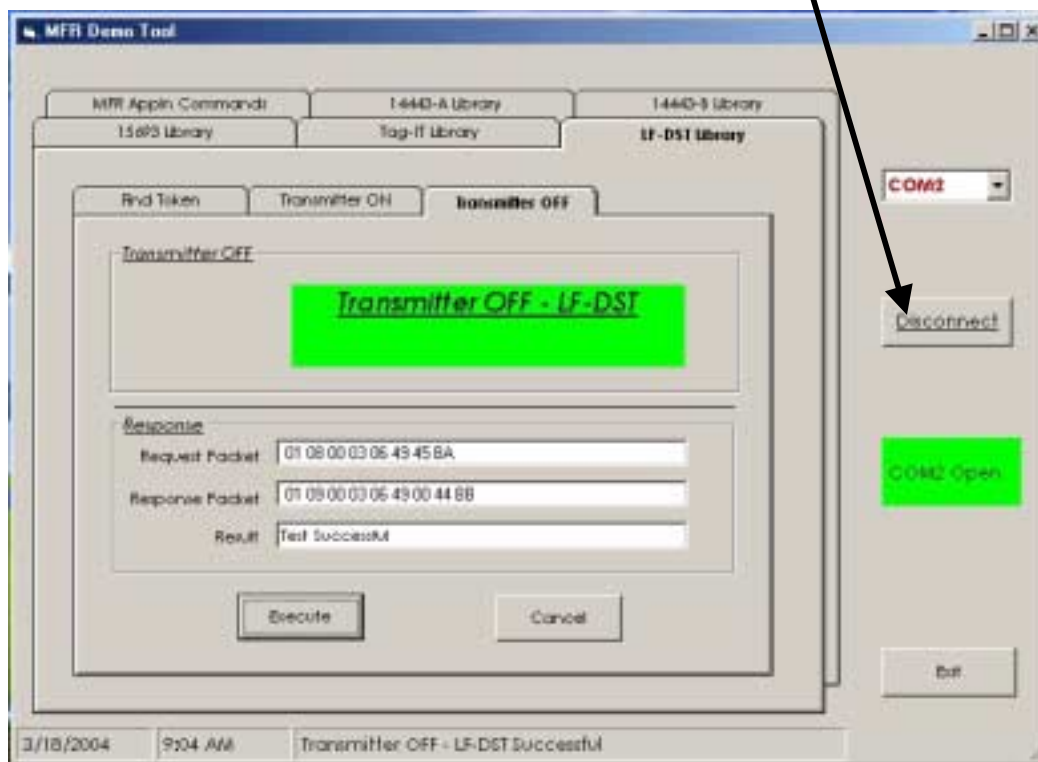 MFR Demo Tool
MFR Appln Commands
14443-A Library
14443-B Library
15693 Library
Tag-IT Library
LF-DST Library
Find Token
Transmitter ON
Transmitter OFF
COM2
Transmitter OFF
Transmitter OFF - LF-DST
Disconnect
Response
Request Packet
01 08 00 03 06 49 45 BA
COM2 Open
Response Packet
01 09 00 03 06 49 00 44 BB
Result
Test Successful
Execute
Cancel
Exit
3/18/2004
9:04 AM
Transmitter OFF - LF-DST Successful